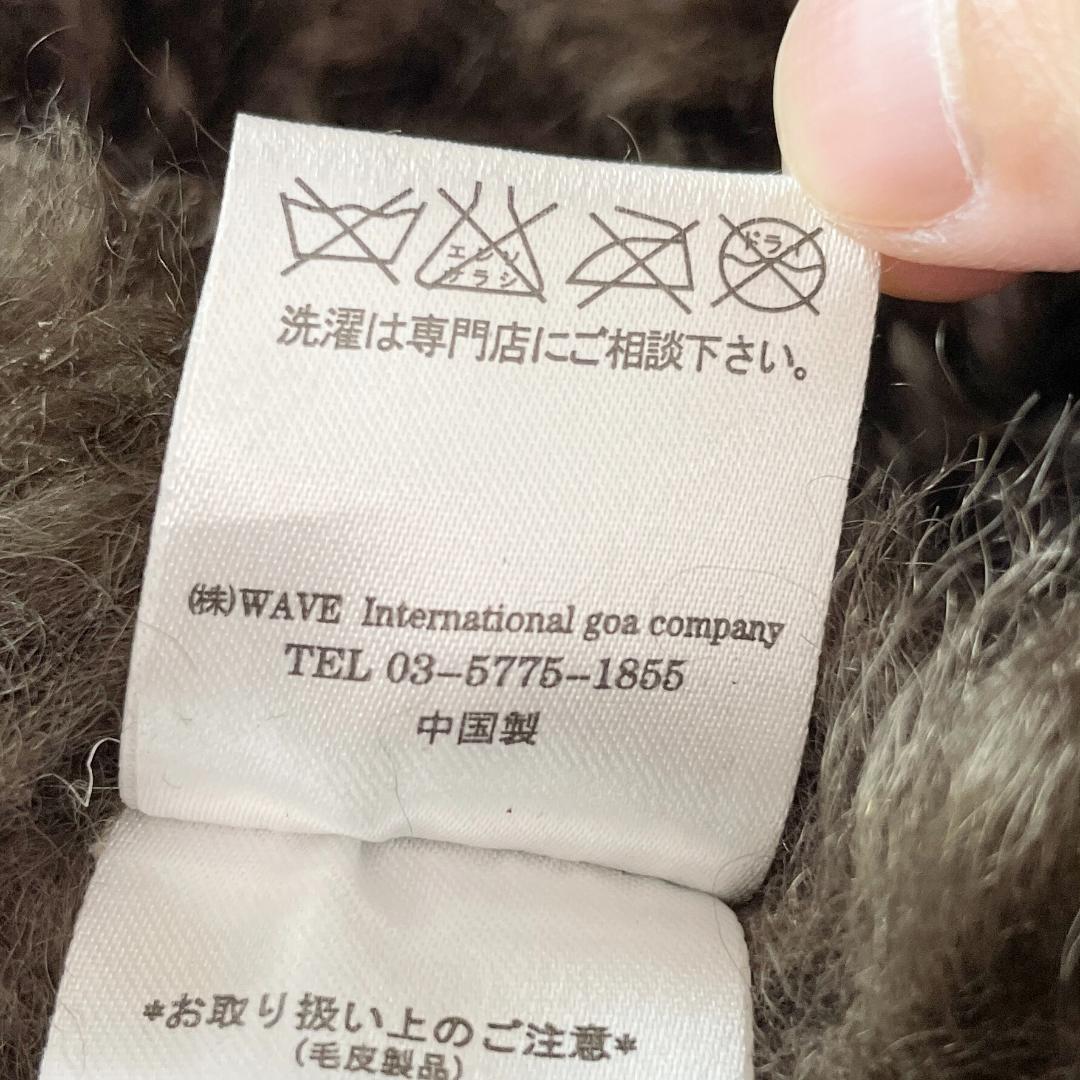 エンソ
サラシ
ドライ
洗濯は専門店にご相談下さい。
㈱WAVE International goa company
TEL 03-5775-1855
中国製
*お取り扱い上のご注意*
(毛皮製品)